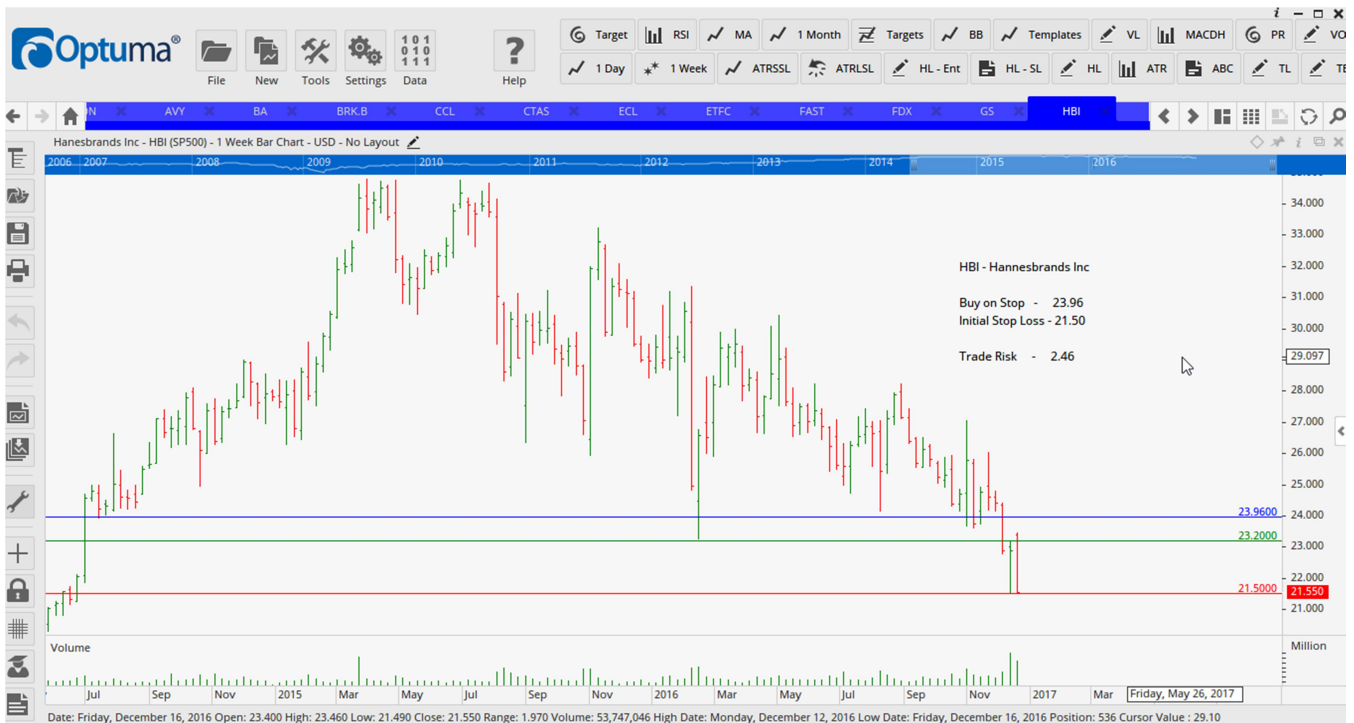 Optuma®
File
New
Tools
Settings
Data
Help
Target RSI MA 1 Month Targets BB Templates VL MACDH PR VO
1 Day 1 Week ATRSSL ATRLSL HL - Ent HL - SL HL ATR ABC TL TE
N AVY BA BRK.B CCL CTAS ECL ETFC FAST FDX GS HBI
Hanesbrands Inc - HBI (SP500) - 1 Week Bar Chart - USD - No Layout
2006 2007 2008 2009 2010 2011 2012 2013 2014 2015 2016
34.000
33.000
32.000
31.000
30.000
29.097
28.000
27.000
26.000
25.000
24.000
23.000
22.000
21.550
21.000
HBI - Hannesbrands Inc
Buy on Stop - 23.96
Initial Stop Loss - 21.50
Trade Risk - 2.46
23.9600
23.2000
21.5000
Volume
Million
Jul Sep Nov 2015 Mar May Jul Sep Nov 2016 Mar May Jul Sep Nov 2017 Mar Friday, May 26, 2017
Date: Friday, December 16, 2016 Open: 23.400 High: 23.460 Low: 21.490 Close: 21.550 Range: 1.970 Volume: 53,747,046 High Date: Monday, December 12, 2016 Low Date: Friday, December 16, 2016 Position: 536 Cursor Value : 29.10